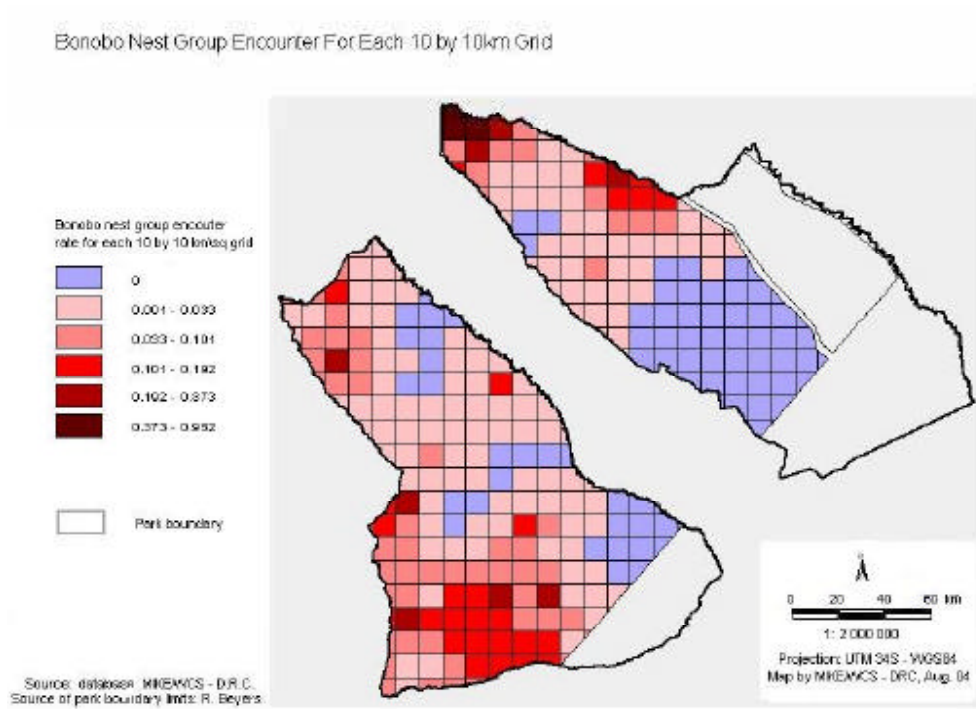 Bonobo Nest Group Encounter For Each 10 by 10km Grid
Bonobo nest group encouter
rate for each 10 by 10 km/sq grid
0
0.001 - 0.033
0.033 - 0.101
0.101 - 0.192
0.192 - 0.373
0.373 - 0.952
Park boundary
0 20 40 60 km
1: 2 000 000
Projection: UTM 34S - WGS84
Map by MIKE/WCS - DRC, Aug. 04
Source: database MIKE/WCS - D.R.C.
Source of park boundary limits: R. Beyers